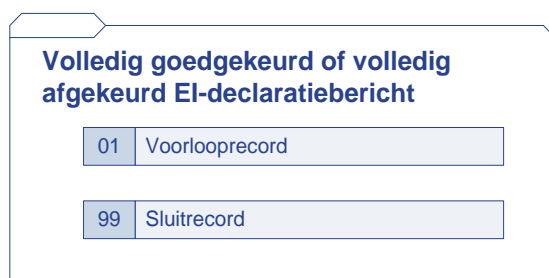 Volledig goedgekeurd of volledig
afgekeurd EI-declaratiebericht
01 Voorlooprecord
99 Sluitrecord